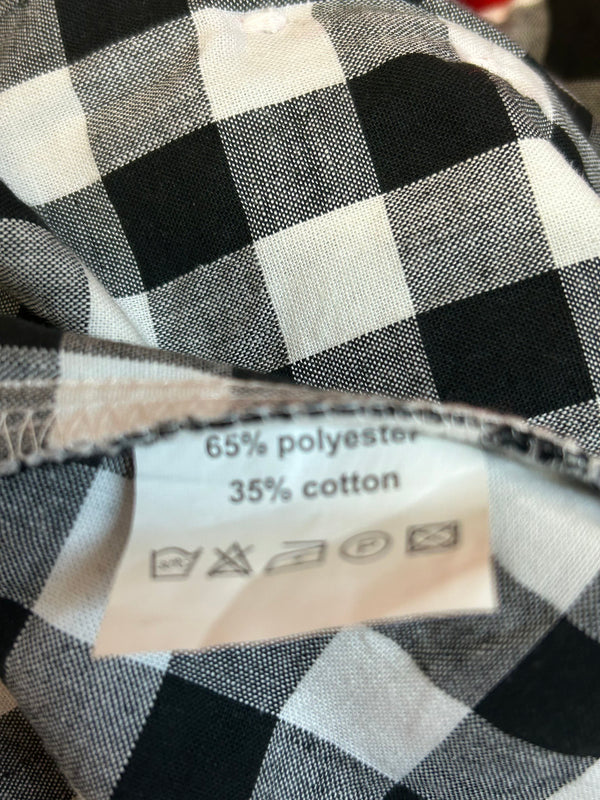 65% polyester
35% cotton
P